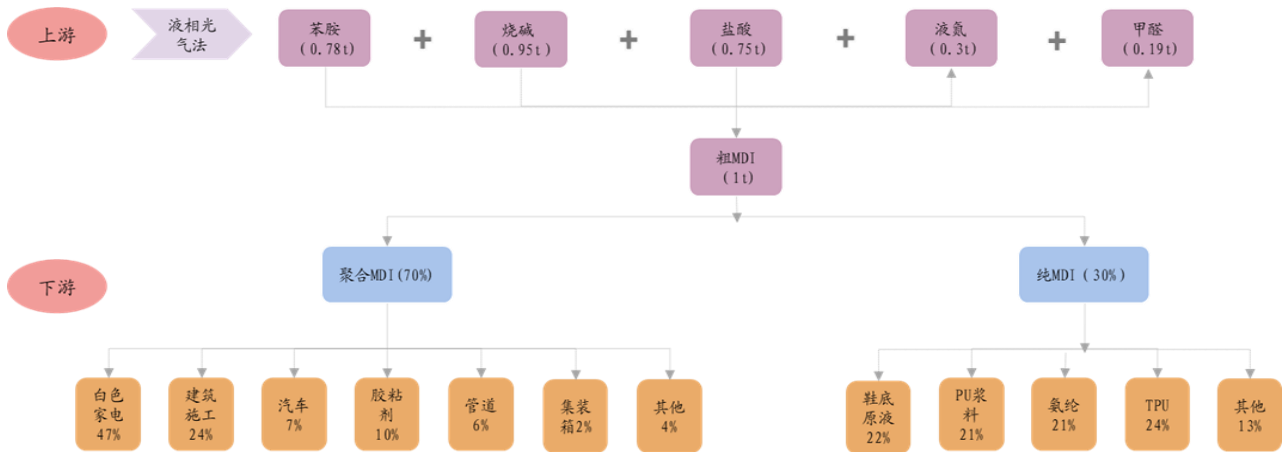 上游
液相光
气法
苯胺
(0.78t)
+
烧碱
(0.95t)
+
盐酸
(0.75t)
+
液氮
(0.3t)
+
甲醛
(0.19t)
粗MDI
(1t)
下游
聚合MDI(70%)
纯MDI(30%)
白色
家电
47%
建筑
施工
24%
汽车
7%
胶粘
剂
10%
管道
6%
集装
箱2%
其他
4%
鞋底
原液
22%
PU浆
料
21%
氨纶
21%
TPU
24%
其他
13%